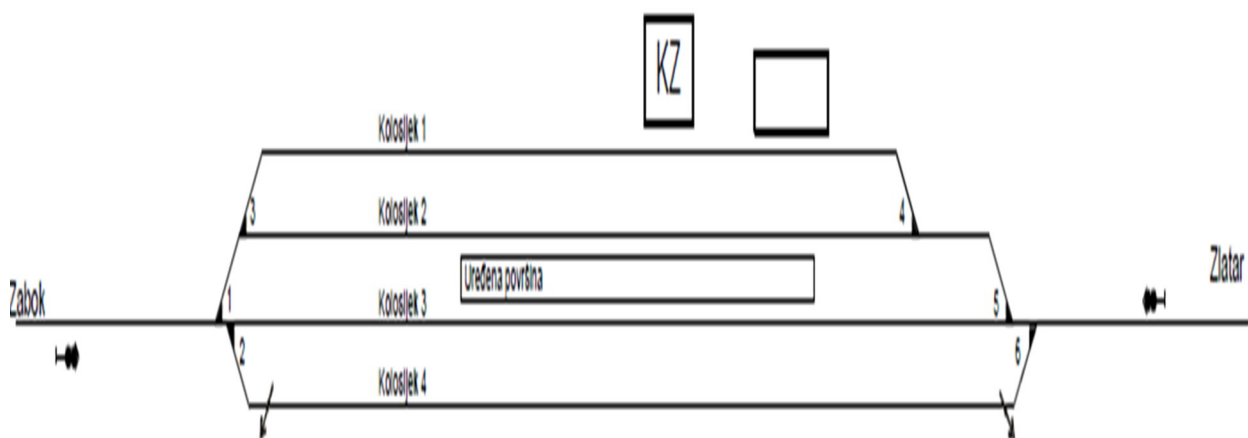 KZ
Kolosijek 1
3
Kolosijek 2
4
Uređena površina
Zlatar
Zabok
1
Kolosijek 3
5
2
6
Kolosijek 4